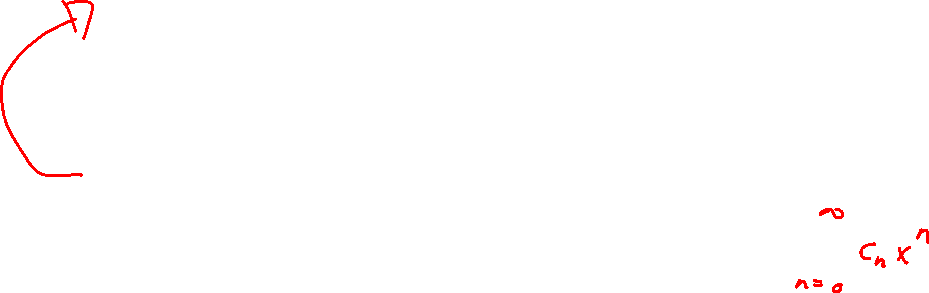 ∞
cₙ xⁿ
n=0